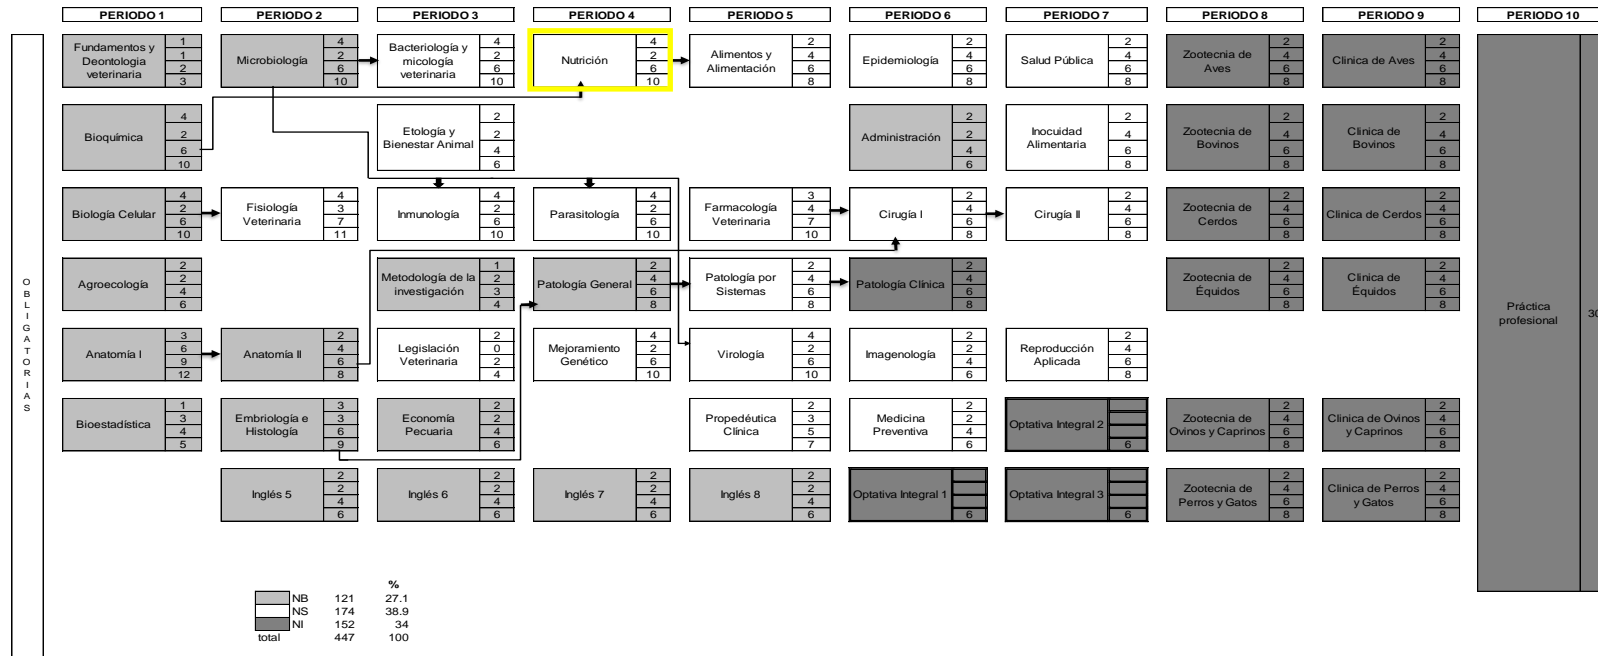 PERIODO 1 PERIODO 2 PERIODO 3 PERIODO 4 PERIODO 5 PERIODO 6 PERIODO 7 PERIODO 8 PERIODO 9 PERIODO 10
OBLIGATORIAS
Fundamentos y
Deontologia
veterinaria
1
1
2
3
Microbiología
4
2
6
10
Bacteriología y
micología
veterinaria
4
2
6
10
Nutrición
4
2
6
10
Alimentos y
Alimentación
2
4
6
8
Epidemiología
2
4
6
8
Salud Pública
2
4
6
8
Zootecnia de
Aves
2
4
6
8
Clinica de Aves
2
4
6
8
Bioquímica
4
2
6
10
Etología y
Bienestar Animal
2
2
4
6
Administración
2
2
4
6
Inocuidad
Alimentaria
2
4
6
8
Zootecnia de
Bovinos
2
4
6
8
Clinica de
Bovinos
2
4
6
8
Biología Celular
4
2
6
10
Fisiología
Veterinaria
4
3
7
11
Inmunología
4
2
6
10
Parasitología
4
2
6
10
Farmacología
Veterinaria
3
4
7
10
Cirugía I
2
4
6
8
Cirugía II
2
4
6
8
Zootecnia de
Cerdos
2
4
6
8
Clinica de Cerdos
2
4
6
8
Agroecología
2
2
4
6
Metodología de la
investigación
1
2
3
4
Patología General
2
4
6
8
Patología por
Sistemas
2
4
6
8
Patología Clínica
2
4
6
8
Zootecnia de
Équidos
2
4
6
8
Clinica de
Équidos
2
4
6
8
Práctica
profesional
30
Anatomía I
3
6
9
12
Anatomía II
2
4
6
8
Legislación
Veterinaria
2
0
2
4
Mejoramiento
Genético
4
2
6
10
Virología
4
2
6
10
Imagenología
2
2
4
6
Reproducción
Aplicada
2
4
6
8
Bioestadística
1
3
4
5
Embriología e
Histología
3
3
6
9
Economía
Pecuaria
2
2
4
6
Propedéutica
Clínica
2
3
5
7
Medicina
Preventiva
2
2
4
6
Optativa Integral 2
6
Zootecnia de
Ovinos y Caprinos
2
4
6
8
Clinica de Ovinos
y Caprinos
2
4
6
8
Inglés 5
2
2
4
6
Inglés 6
2
2
4
6
Inglés 7
2
2
4
6
Inglés 8
2
2
4
6
Optativa Integral 1
6
Optativa Integral 3
6
Zootecnia de
Perros y Gatos
2
4
6
8
Clinica de Perros
y Gatos
2
4
6
8
%
NB 121 27.1
NS 174 38.9
NI 152 34
total 447 100